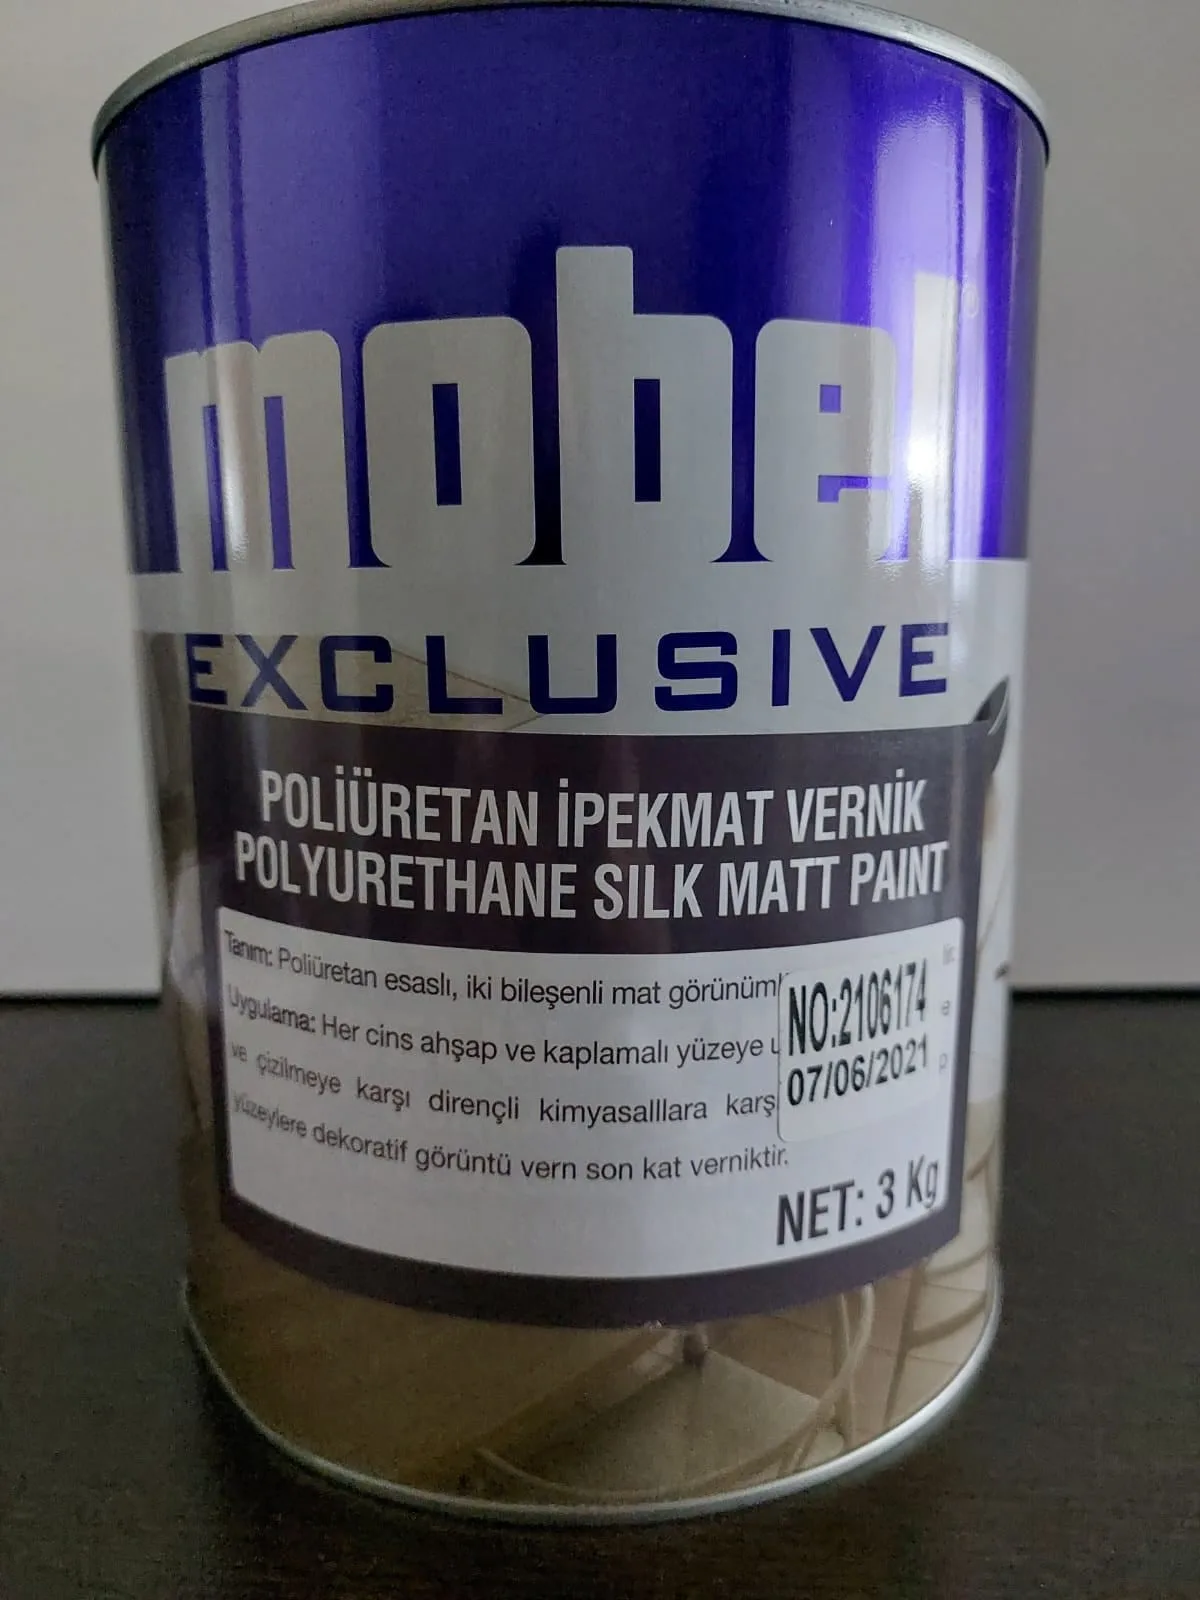 mobel®
EXCLUSIVE
POLİÜRETAN İPEKMAT VERNİK
POLYURETHANE SILK MATT PAINT
Tanım: Poliüretan esaslı, iki bileşenli mat görünüml
Uygulama: Her cins ahşap ve kaplamalı yüzeye
ve çizilmeye karşı dirençli kimyasalllara karş
yüzeylere dekoratif görüntü vern son kat verniktir.
NO:2106174
07/06/2021
NET: 3 Kg